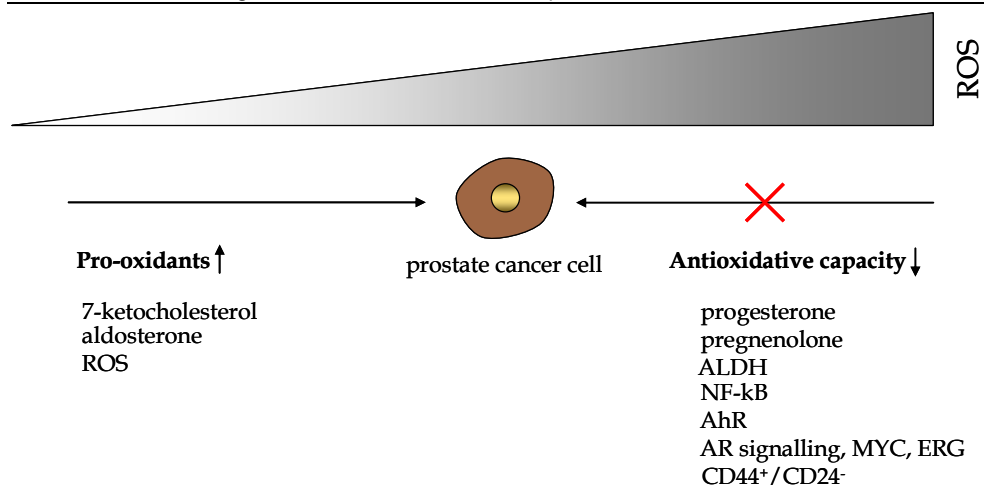 ROS
prostate cancer cell
Pro-oxidants↑
7-ketocholesterol
aldosterone
ROS
Antioxidative capacity↓
progesterone
pregnenolone
ALDH
NF-kB
AhR
AR signalling, MYC, ERG
CD44⁺/CD24⁻